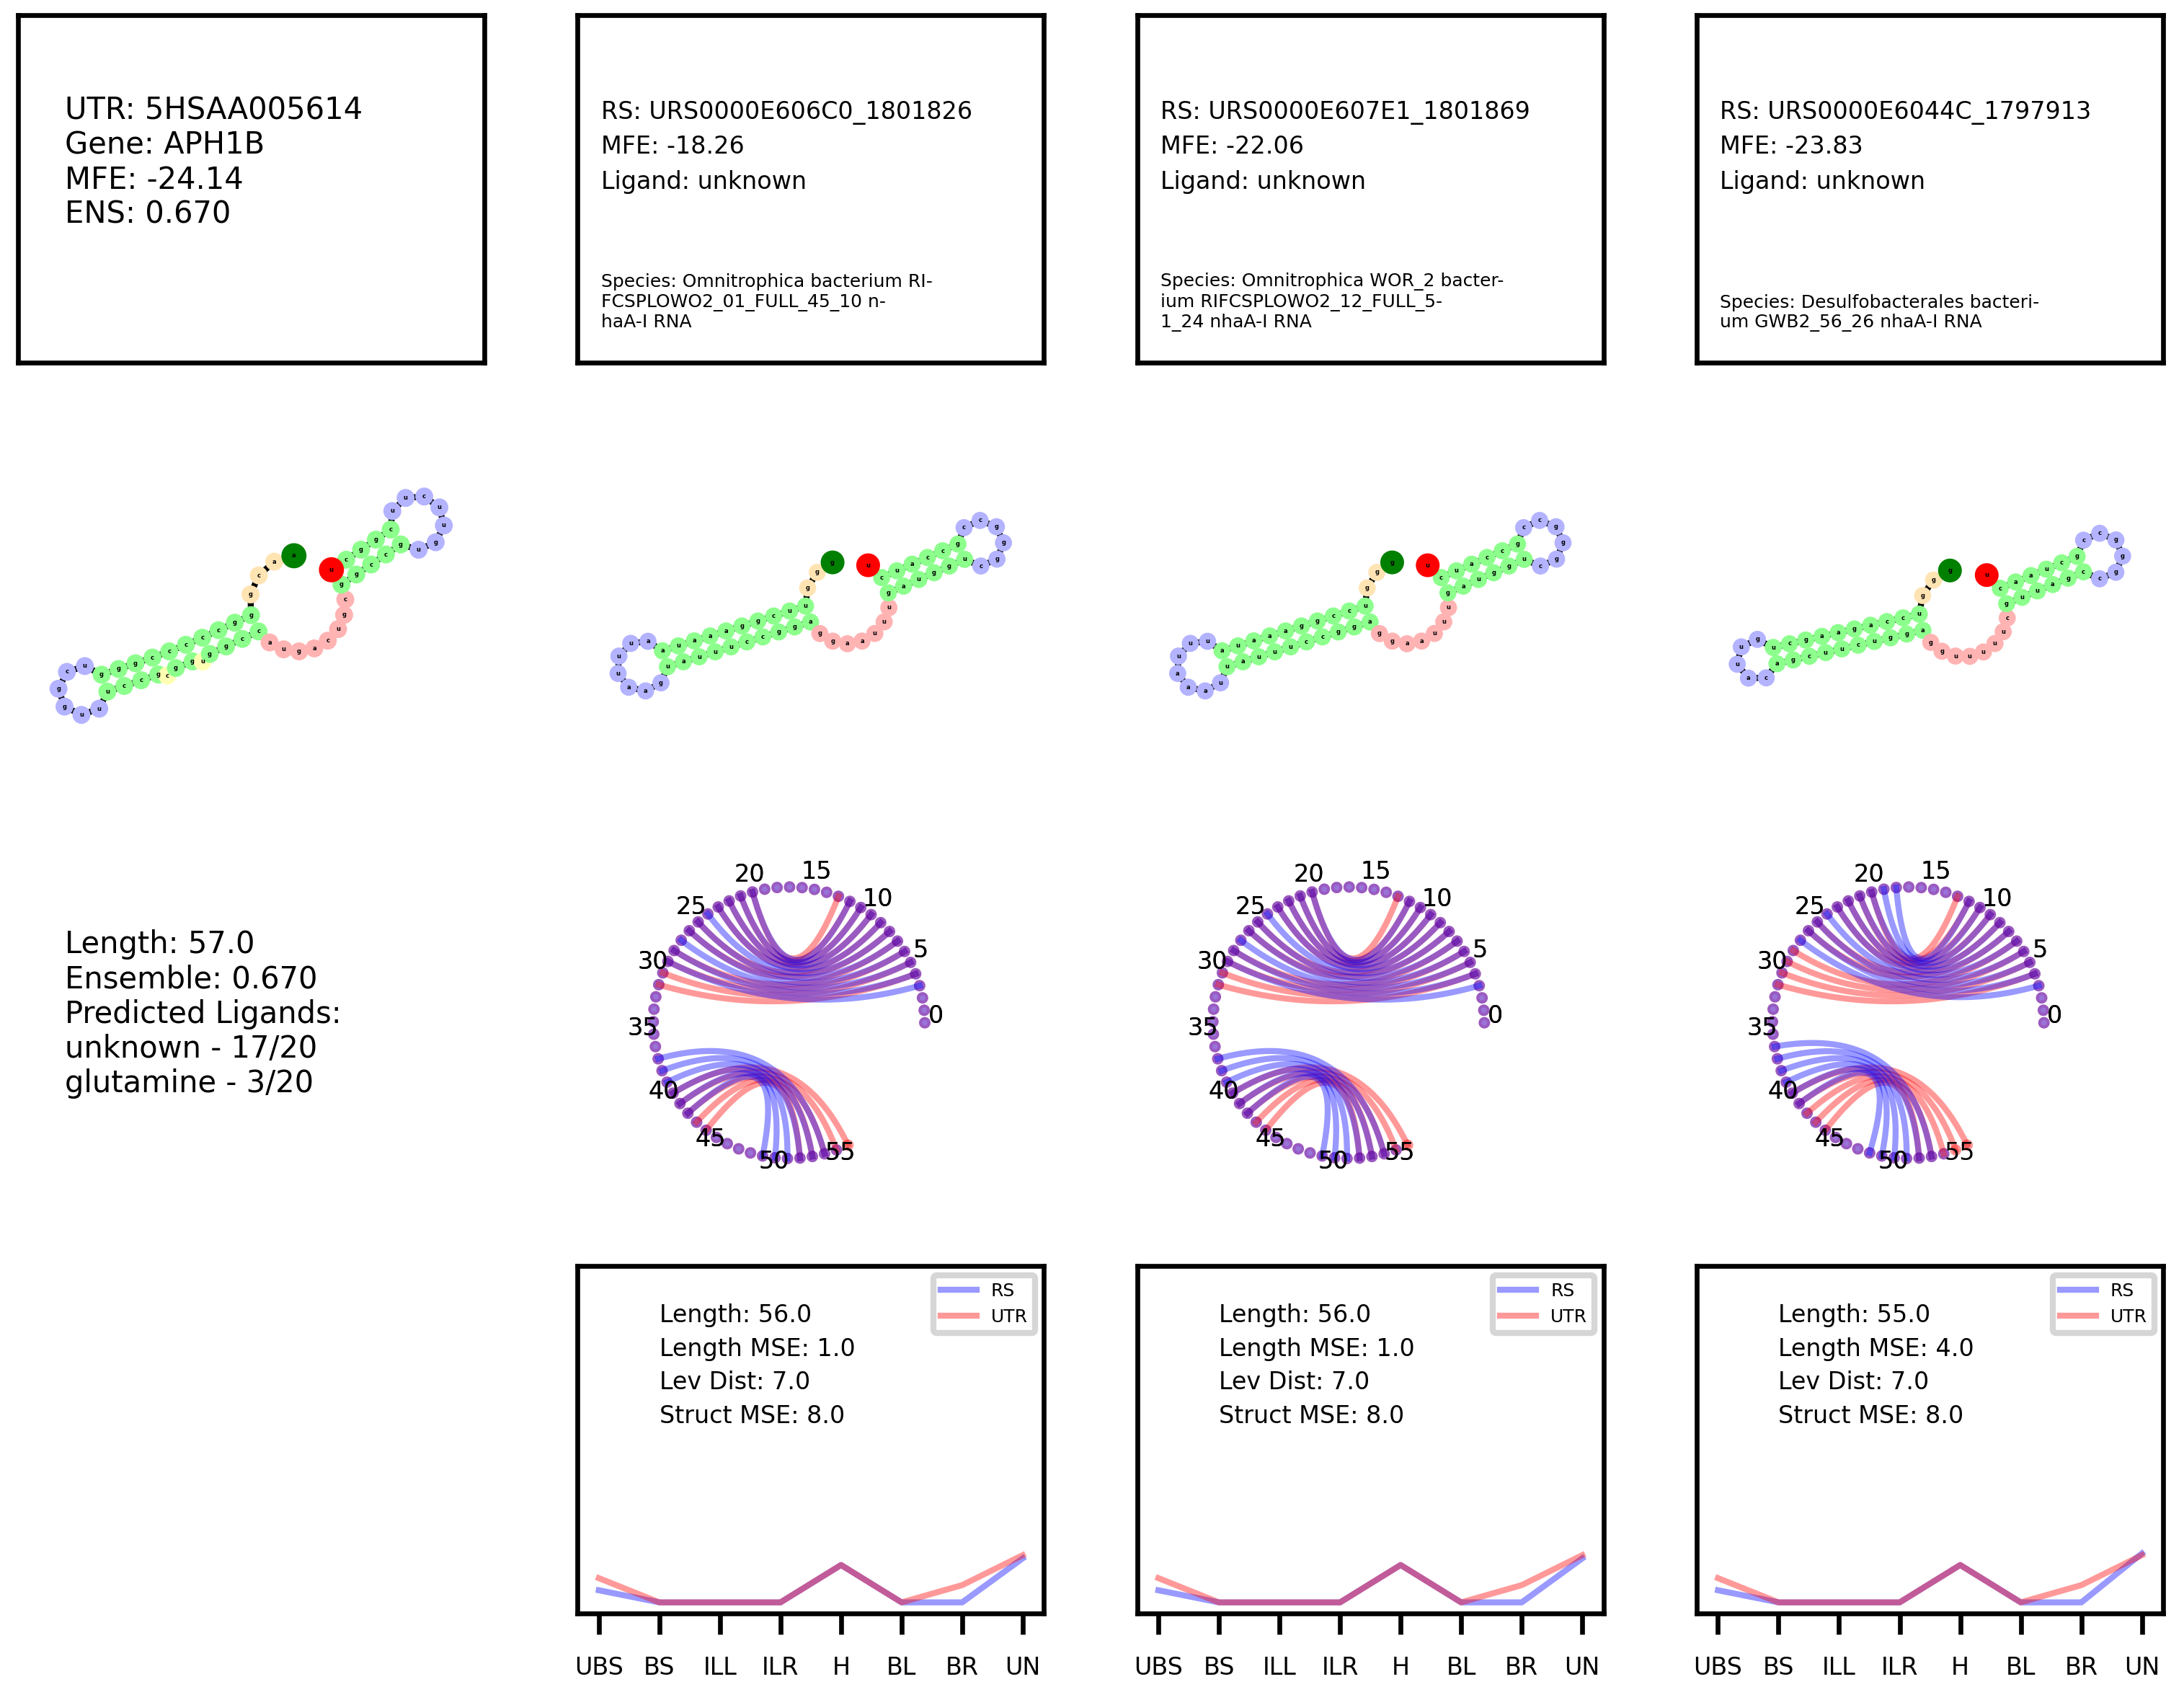 UTR: 5HSAA005614
Gene: APH1B
MFE: -24.14
ENS: 0.670
RS: URS0000E606C0_1801826
MFE: -18.26
Ligand: unknown
Species: Omnitrophica bacterium RI-
FCSPLOWO2_01_FULL_45_10 n-
haA-I RNA
RS: URS0000E607E1_1801869
MFE: -22.06
Ligand: unknown
Species: Omnitrophica WOR_2 bacter-
ium RIFCSPLOWO2_12_FULL_5-
1_24 nhaA-I RNA
RS: URS0000E6044C_1797913
MFE: -23.83
Ligand: unknown
Species: Desulfobacterales bacteri-
um GWB2_56_26 nhaA-I RNA
Length: 57.0
Ensemble: 0.670
Predicted Ligands:
unknown - 17/20
glutamine - 3/20
0
5
10
15
20
25
30
35
40
45
50
55
0
5
10
15
20
25
30
35
40
45
50
55
0
5
10
15
20
25
30
35
40
45
50
55
RS
UTR
Length: 56.0
Length MSE: 1.0
Lev Dist: 7.0
Struct MSE: 8.0
UBS BS ILL ILR H BL BR UN
RS
UTR
Length: 56.0
Length MSE: 1.0
Lev Dist: 7.0
Struct MSE: 8.0
UBS BS ILL ILR H BL BR UN
RS
UTR
Length: 55.0
Length MSE: 4.0
Lev Dist: 7.0
Struct MSE: 8.0
UBS BS ILL ILR H BL BR UN